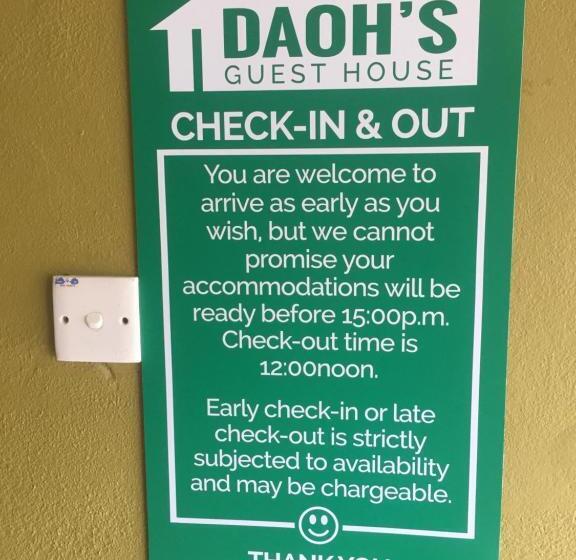 DAOH'S
GUEST HOUSE
CHECK-IN & OUT
You are welcome to
arrive as early as you
wish, but we cannot
promise your
accommodations will be
ready before 15:00p.m.
Check-out time is
12:00noon.
Early check-in or late
check-out is strictly
subjected to availability
and may be chargeable.
THANK YOU